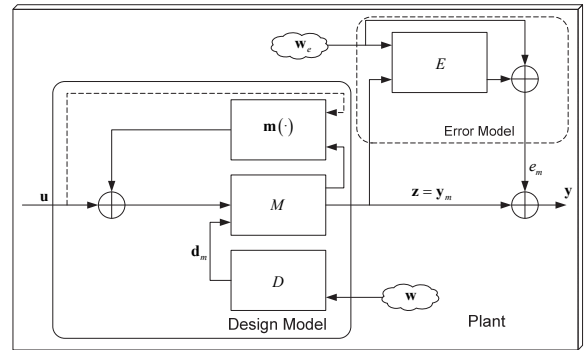 w_e
E
m(·)
Error Model
e_m
u
M
z = y_m
y
d_m
D
w
Design Model
Plant